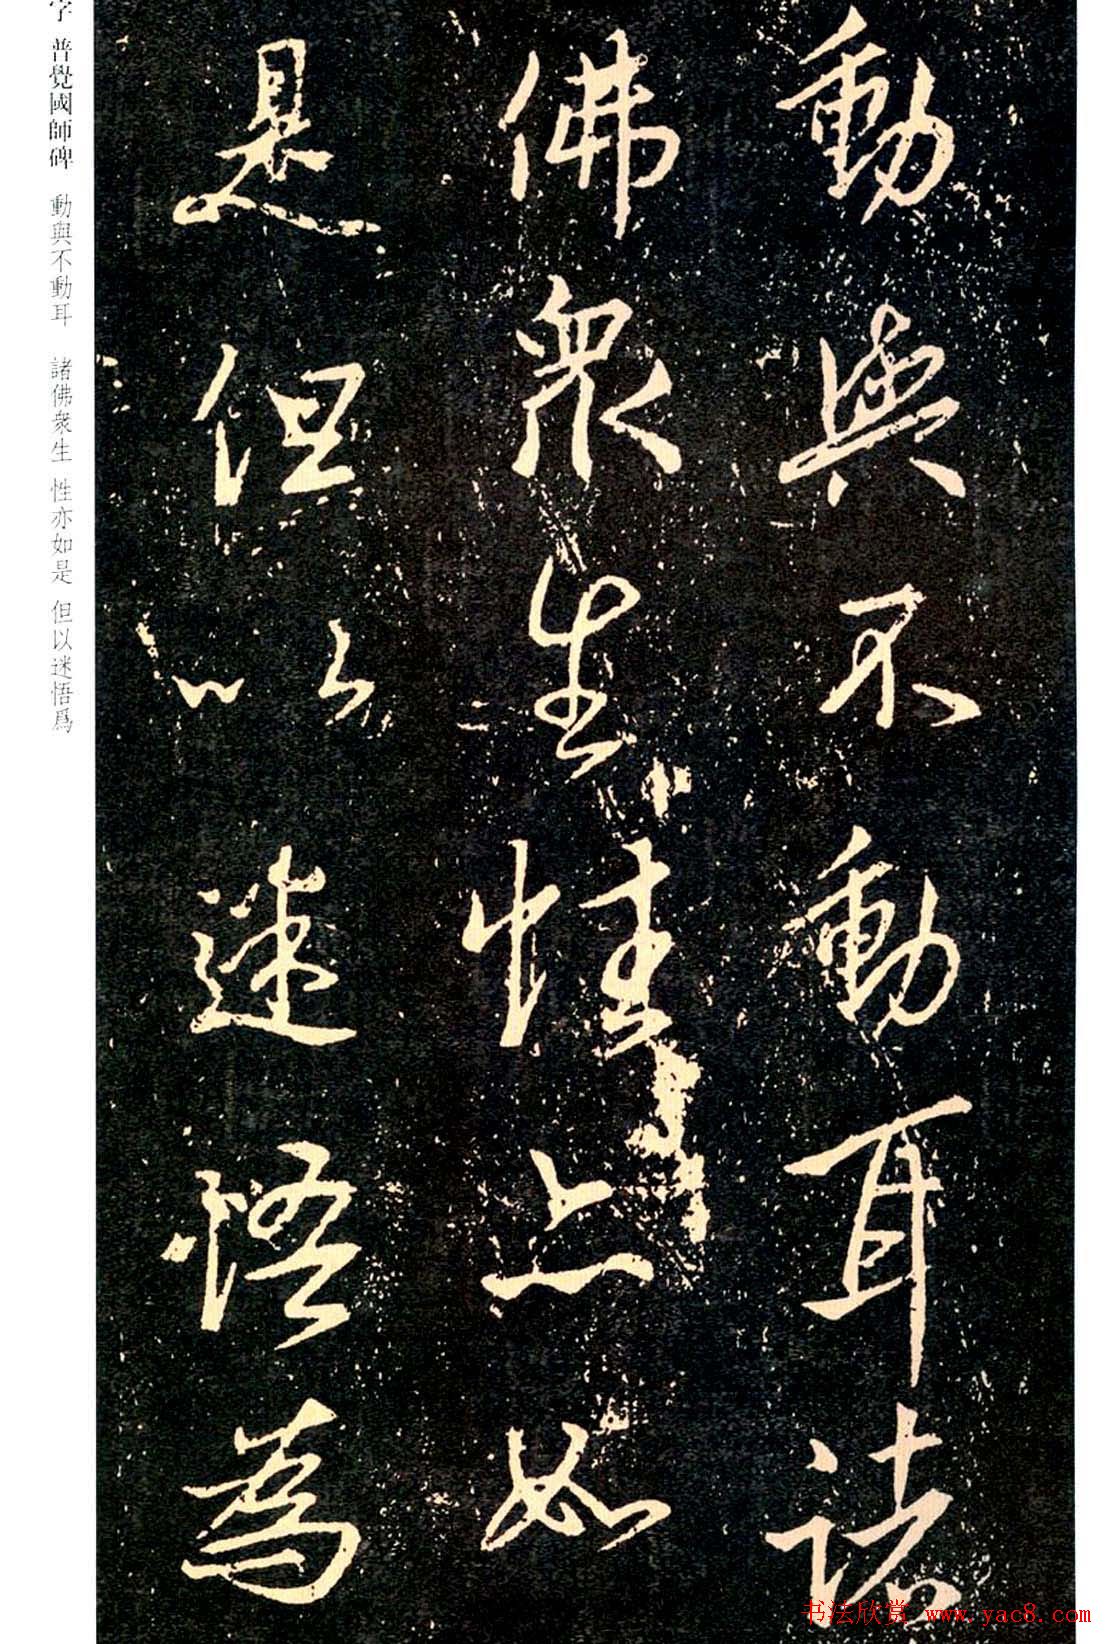 動與不動耳諸
佛衆生性亦如
是但以迷悟為
字 普覺國師碑 動與不動耳 諸佛衆生 性亦如是 但以迷悟爲
书法欣赏 www.yac8.com